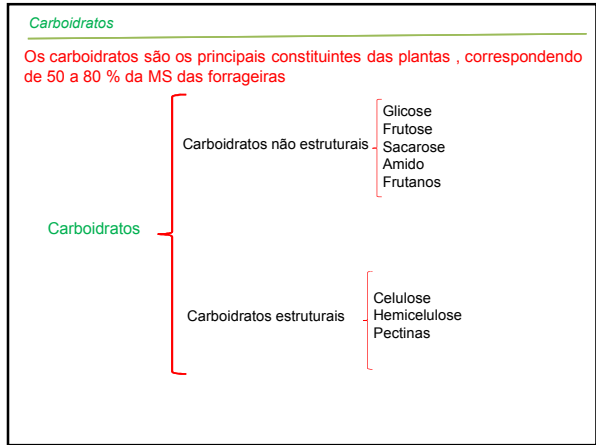 Carboidratos
Os carboidratos são os principais constituintes das plantas , correspondendo
de 50 a 80 % da MS das forrageiras
Glicose
Frutose
Carboidratos não estruturais
Sacarose
Amido
Frutanos
Carboidratos
Carboidratos estruturais
Celulose
Hemicelulose
Pectinas